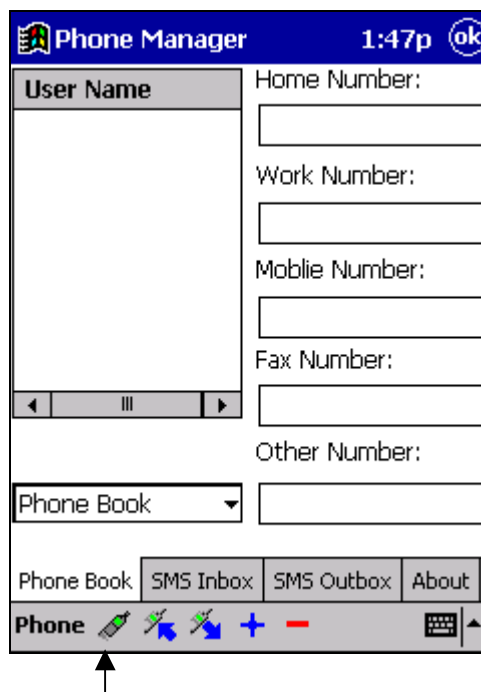 Phone Manager 1:47p ok
User Name
Home Number:
Work Number:
Moblie Number:
Fax Number:
Other Number:
Phone Book
Phone Book SMS Inbox SMS Outbox About
Phone